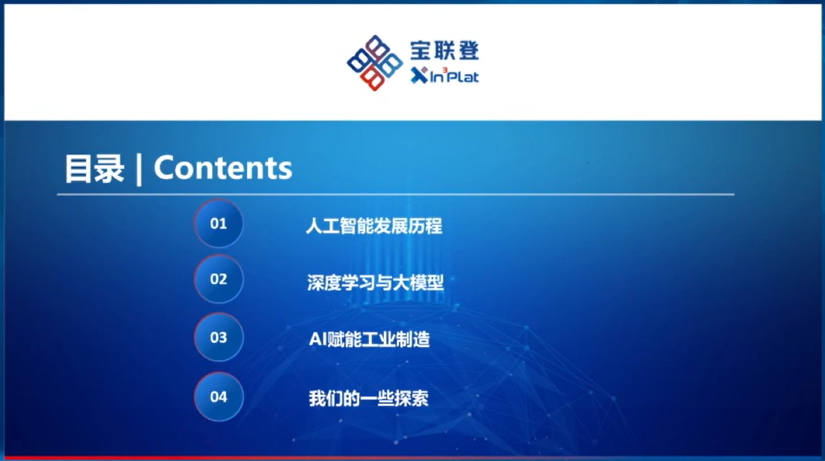 宝联登
XIn³Plat
目录 | Contents
01 人工智能发展历程
02 深度学习与大模型
03 AI赋能工业制造
04 我们的一些探索